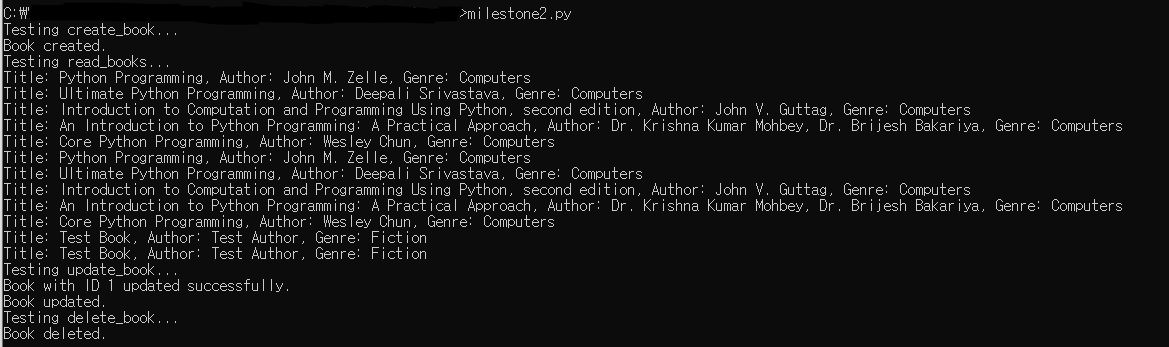 C:\" >milestone2.py
Testing create_book...
Book created.
Testing read_books...
Title: Python Programming, Author: John M. Zelle, Genre: Computers
Title: Ultimate Python Programming, Author: Deepali Srivastava, Genre: Computers
Title: Introduction to Computation and Programming Using Python, second edition, Author: John V. Guttag, Genre: Computers
Title: An Introduction to Python Programming: A Practical Approach, Author: Dr. Krishna Kumar Mohbey, Dr. Brijesh Bakariya, Genre: Computers
Title: Core Python Programming, Author: Wesley Chun, Genre: Computers
Title: Python Programming, Author: John M. Zelle, Genre: Computers
Title: Ultimate Python Programming, Author: Deepali Srivastava, Genre: Computers
Title: Introduction to Computation and Programming Using Python, second edition, Author: John V. Guttag, Genre: Computers
Title: An Introduction to Python Programming: A Practical Approach, Author: Dr. Krishna Kumar Mohbey, Dr. Brijesh Bakariya, Genre: Computers
Title: Core Python Programming, Author: Wesley Chun, Genre: Computers
Title: Test Book, Author: Test Author, Genre: Fiction
Title: Test Book, Author: Test Author, Genre: Fiction
Testing update_book...
Book with ID 1 updated successfully.
Book updated.
Testing delete_book...
Book deleted.